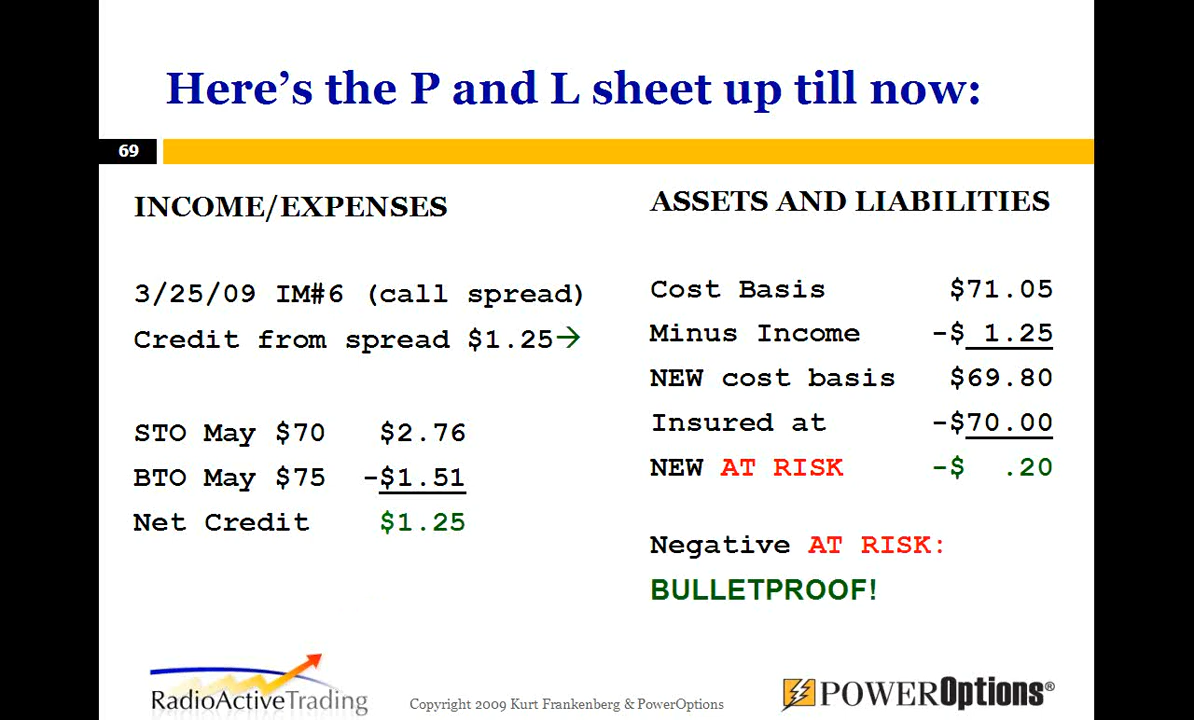 Here's the P and L sheet up till now:
69
INCOME/EXPENSES
3/25/09 IM#6 (call spread)
Credit from spread $1.25→
STO May $70 $2.76
BTO May $75 -$1.51
Net Credit $1.25
ASSETS AND LIABILITIES
Cost Basis $71.05
Minus Income -$ 1.25
NEW cost basis $69.80
Insured at -$70.00
NEW AT RISK -$ .20
Negative AT RISK:
BULLETPROOF!
RadioActiveTrading
Copyright 2009 Kurt Frankenberg & PowerOptions
POWEROptions®